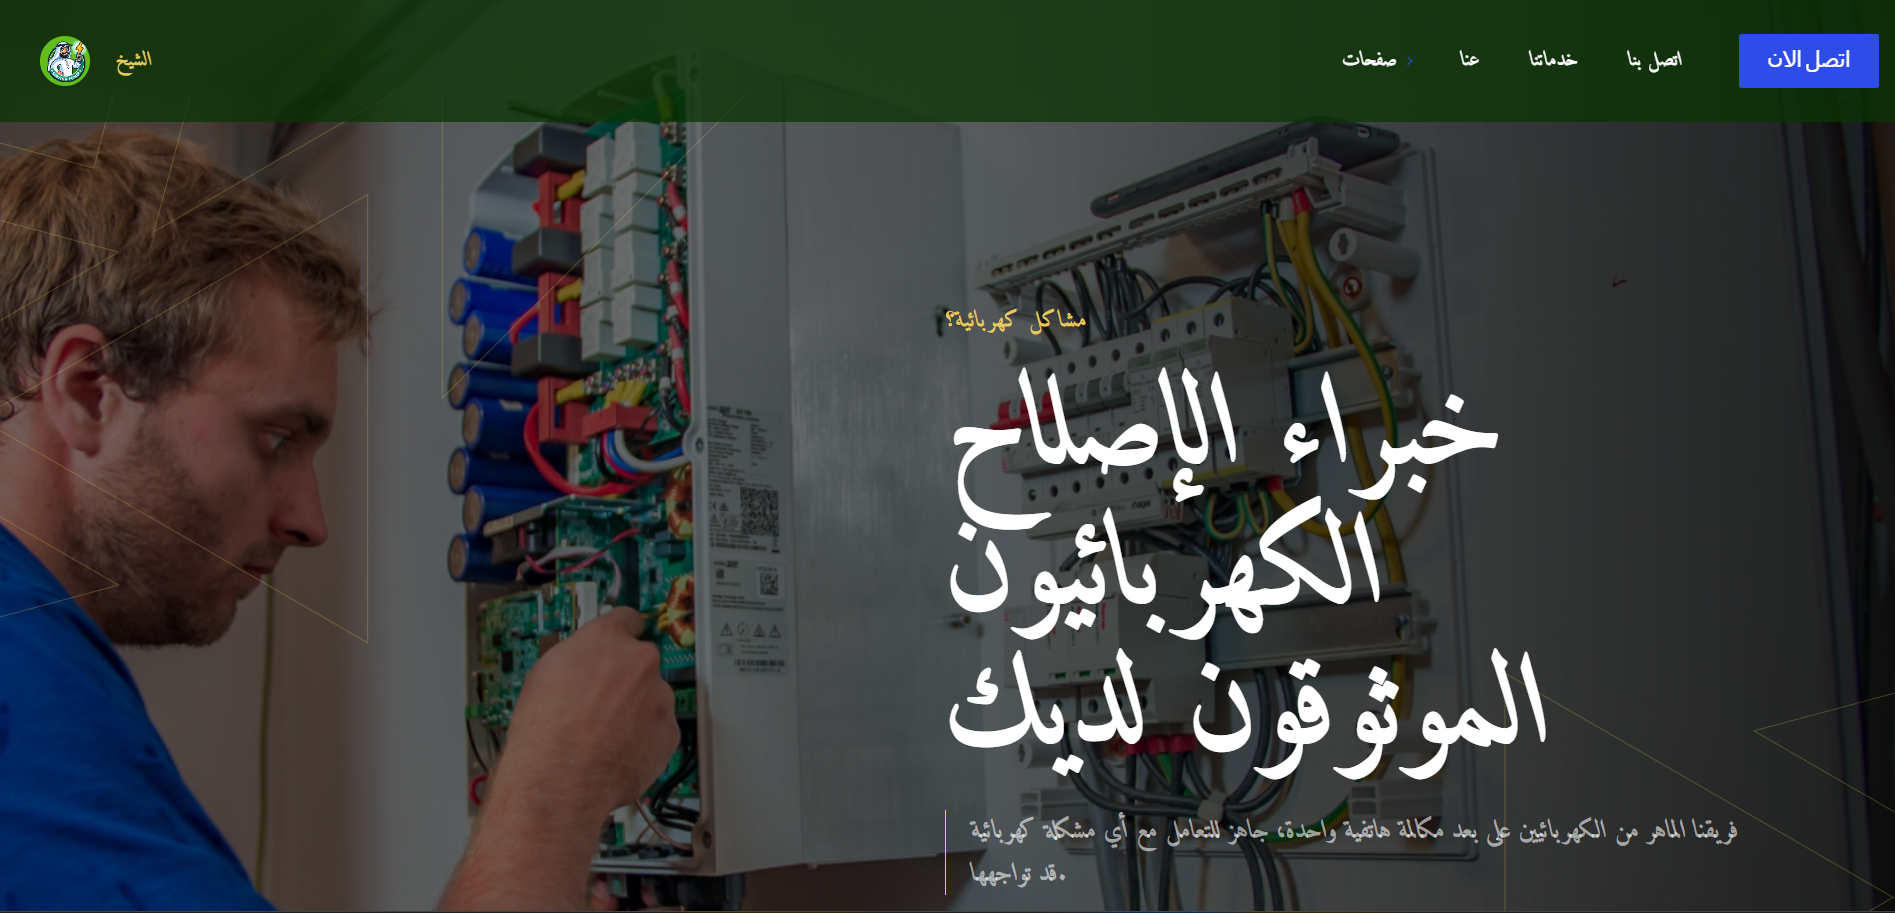 اتصل الان
اتصل بنا
خدماتنا
عنا
صفحات
الشيخ
مشاكل كهربائية؟
خبراء الإصلاح
الكهربائيون
الموثوقون لديك
فريقنا الماهر من الكهربائيين على بعد مكالمة هاتفية واحدة، جاهز للتعامل مع أي مشكلة كهربائية
قد تواجهها.